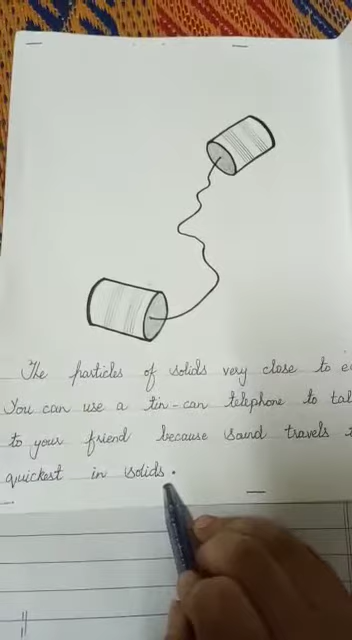 The particles of solids very close to
You can use a tin-can telephone to
to your friend because sound travels
quickest in solids.